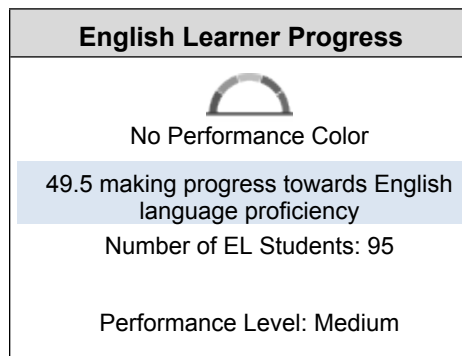 English Learner Progress
No Performance Color
49.5 making progress towards English
language proficiency
Number of EL Students: 95
Performance Level: Medium